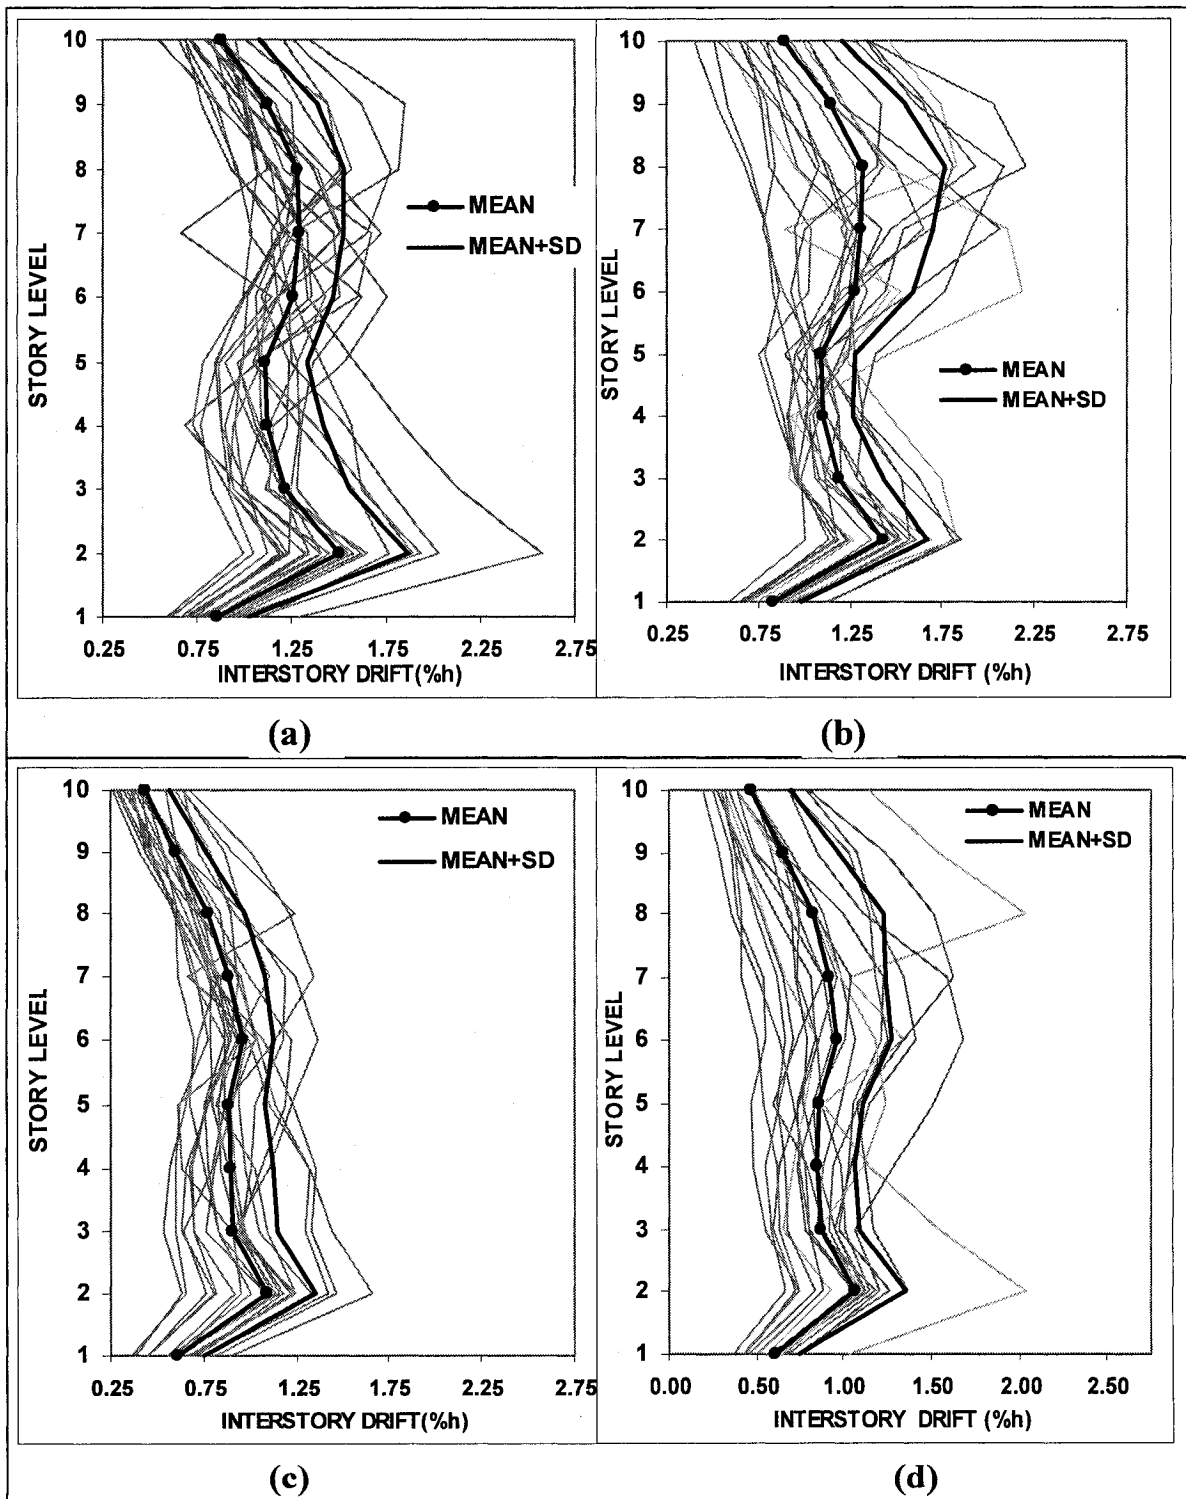 10
9
8
7
6
5
4
3
2
1
STORY LEVEL
MEAN
MEAN+SD
0.25 0.75 1.25 1.75 2.25 2.75
INTERSTORY DRIFT(%h)
(a)
10
9
8
7
6
5
4
3
2
1
STORY LEVEL
MEAN
MEAN+SD
0.25 0.75 1.25 1.75 2.25 2.75
INTERSTORY DRIFT (%h)
(b)
10
9
8
7
6
5
4
3
2
1
STORY LEVEL
MEAN
MEAN+SD
0.25 0.75 1.25 1.75 2.25 2.75
INTERSTORY DRIFT(%h)
(c)
10
9
8
7
6
5
4
3
2
1
STORY LEVEL
MEAN
MEAN+SD
0.00 0.50 1.00 1.50 2.00 2.50
INTERSTORY DRIFT (%h)
(d)